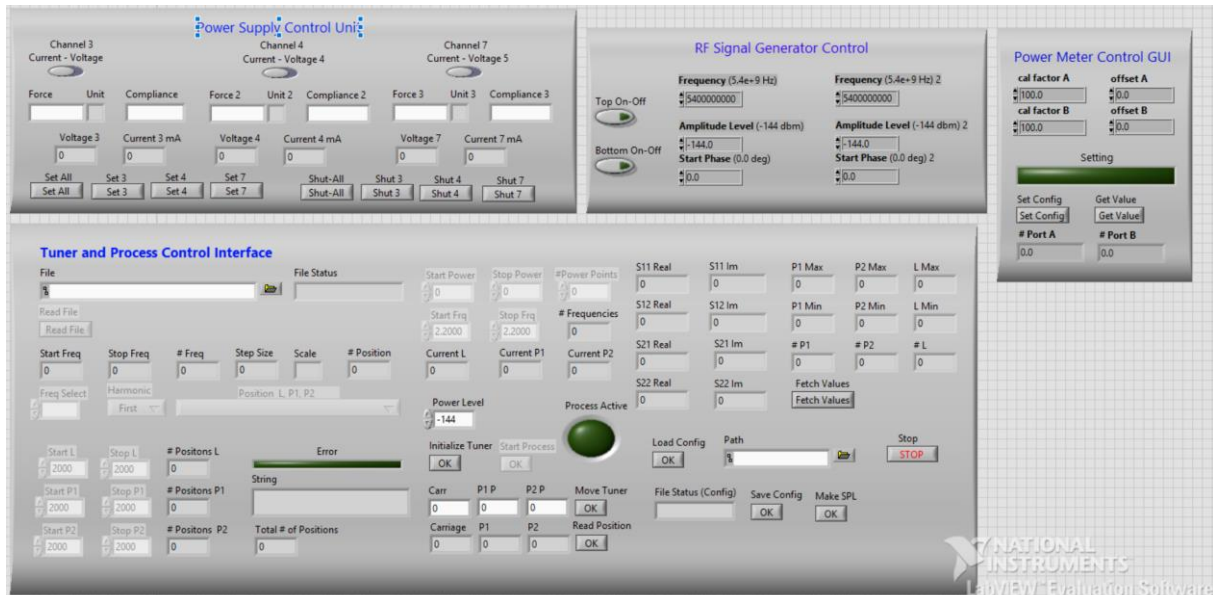 Power Supply Control Unit
Channel 3 Channel 4 Channel 7
Current - Voltage Current - Voltage 4 Current - Voltage 5
Force Unit Compliance Force 2 Unit 2 Compliance 2 Force 3 Unit 3 Compliance 3
Voltage 3 Current 3 mA Voltage 4 Current 4 mA Voltage 7 Current 7 mA
0 0 0 0 0 0
Set All Set 3 Set 4 Set 7 Shut-All Shut 3 Shut 4 Shut 7
Set All Set 3 Set 4 Set 7 Shut-All Shut 3 Shut 4 Shut 7
RF Signal Generator Control
Frequency (5.4e+9 Hz) Frequency (5.4e+9 Hz) 2
Top On-Off 5400000000 5400000000
Amplitude Level (-144 dbm) Amplitude Level (-144 dbm) 2
Bottom On-Off -144.0 -144.0
Start Phase (0.0 deg) Start Phase (0.0 deg) 2
0.0 0.0
Power Meter Control GUI
cal factor A offset A
100.0 0.0
cal factor B offset B
100.0 0.0
Setting
Set Config Get Value
Set Config Get Value
# Port A # Port B
0.0 0.0
Tuner and Process Control Interface
File File Status
Read File
Read File
Start Freq Stop Freq # Freq Step Size Scale # Position
0 0 0 0 0
Freq Select Harmonic Position L, P1, P2
First
Start L Stop L # Positons L Error
2000 2000 0
String
Start P1 Stop P1 # Positons P1
2000 2000 0
Start P2 Stop P2 # Positons P2 Total # of Positions
2000 2000 0 0
Start Power Stop Power #Power Points
0 0 0
Start Frq Stop Frq # Frequencies
2.2000 2.2000 0
Current L Current P1 Current P2
0 0 0
Power Level Process Active
-144
Initialize Tuner Start Process
OK OK
Carr P1 P P2 P Move Tuner
0 0 0 OK
Carriage P1 P2 Read Position
0 0 0 OK
S11 Real S11 Im P1 Max P2 Max L Max
0 0 0 0 0
S12 Real S12 Im P1 Min P2 Min L Min
0 0 0 0 0
S21 Real S21 Im # P1 # P2 # L
0 0 0 0 0
S22 Real S22 Im Fetch Values
0 0 Fetch Values
Load Config Path Stop
OK STOP
File Status (Config) Save Config Make SPL
OK OK
NATIONAL
INSTRUMENTS
LabVIEW™ Evaluation Software